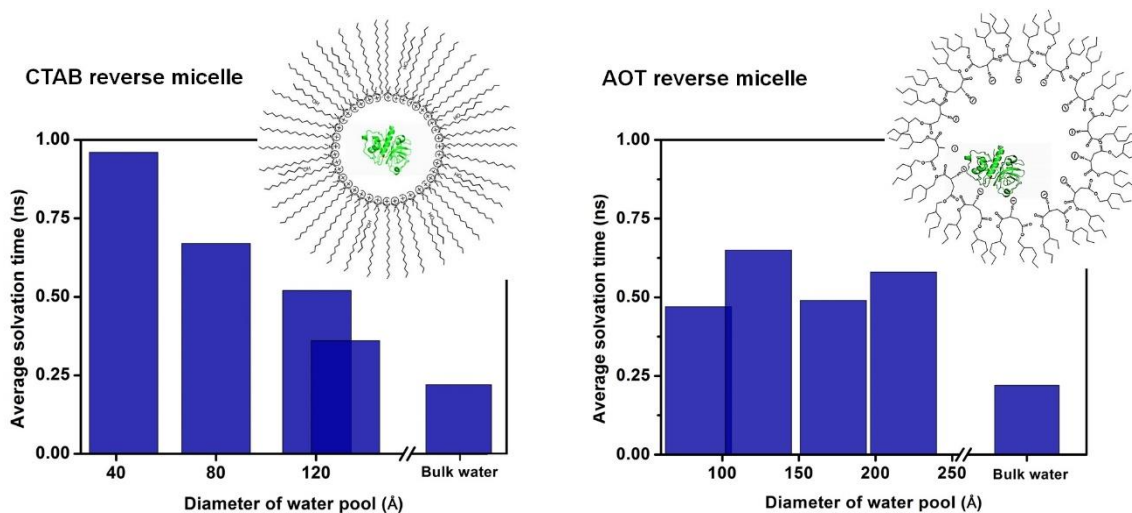 CTAB reverse micelle
Average solvation time (ns)
1.00
0.75
0.50
0.25
0.00
40
80
120
Bulk water
Diameter of water pool (Å)
AOT reverse micelle
Average solvation time (ns)
1.00
0.75
0.50
0.25
0.00
100
150
200
250
Bulk water
Diameter of water pool (Å)